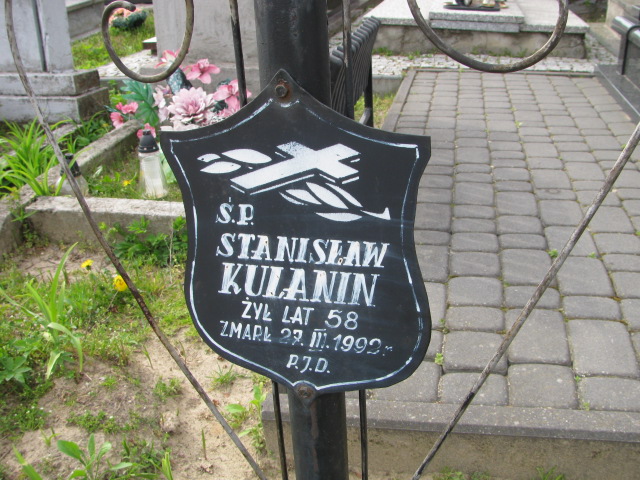 Ś.P.
STANISŁAW
KULANIN
ŻYŁ LAT 58
ZMARŁ 27. III. 1992 r.
P.J.D.